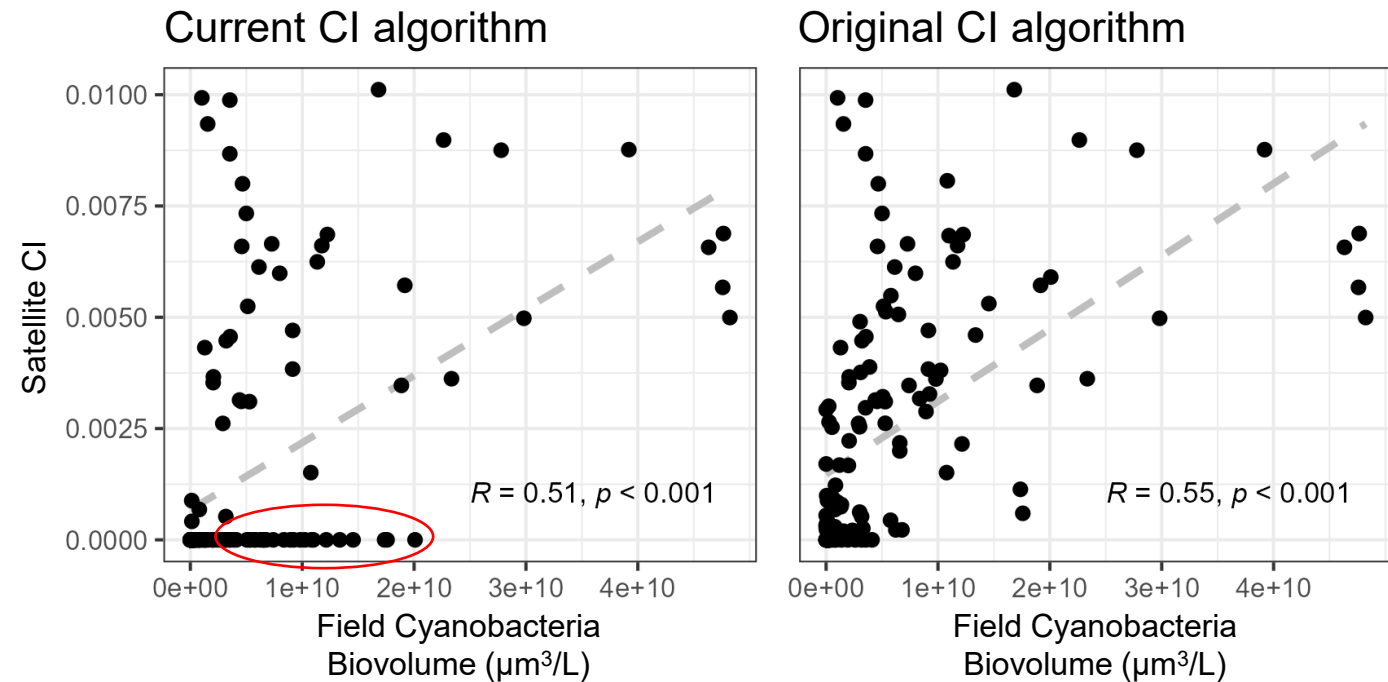 Current CI algorithm
Original CI algorithm
Satellite CI
0.0100
0.0075
0.0050
0.0025
0.0000
R = 0.51, p < 0.001
R = 0.55, p < 0.001
0e+00 1e+10 2e+10 3e+10 4e+10
0e+00 1e+10 2e+10 3e+10 4e+10
Field Cyanobacteria
Biovolume (µm³/L)
Field Cyanobacteria
Biovolume (µm³/L)